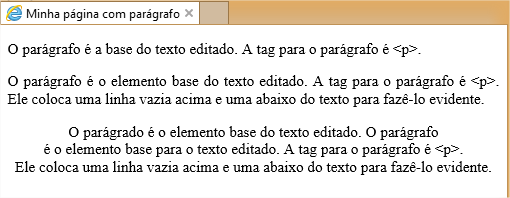 Minha página com parágrafo
O parágrafo é a base do texto editado. A tag para o parágrafo é <p>.
O parágrafo é o elemento base do texto editado. A tag para o parágrafo é <p>.
Ele coloca uma linha vazia acima e uma abaixo do texto para fazê-lo evidente.
O parágrado é o elemento base do texto editado. O parágrafo
é o elemento base para o texto editado. A tag para o parágrafo é <p>.
Ele coloca uma linha vazia acima e uma abaixo do texto para fazê-lo evidente.